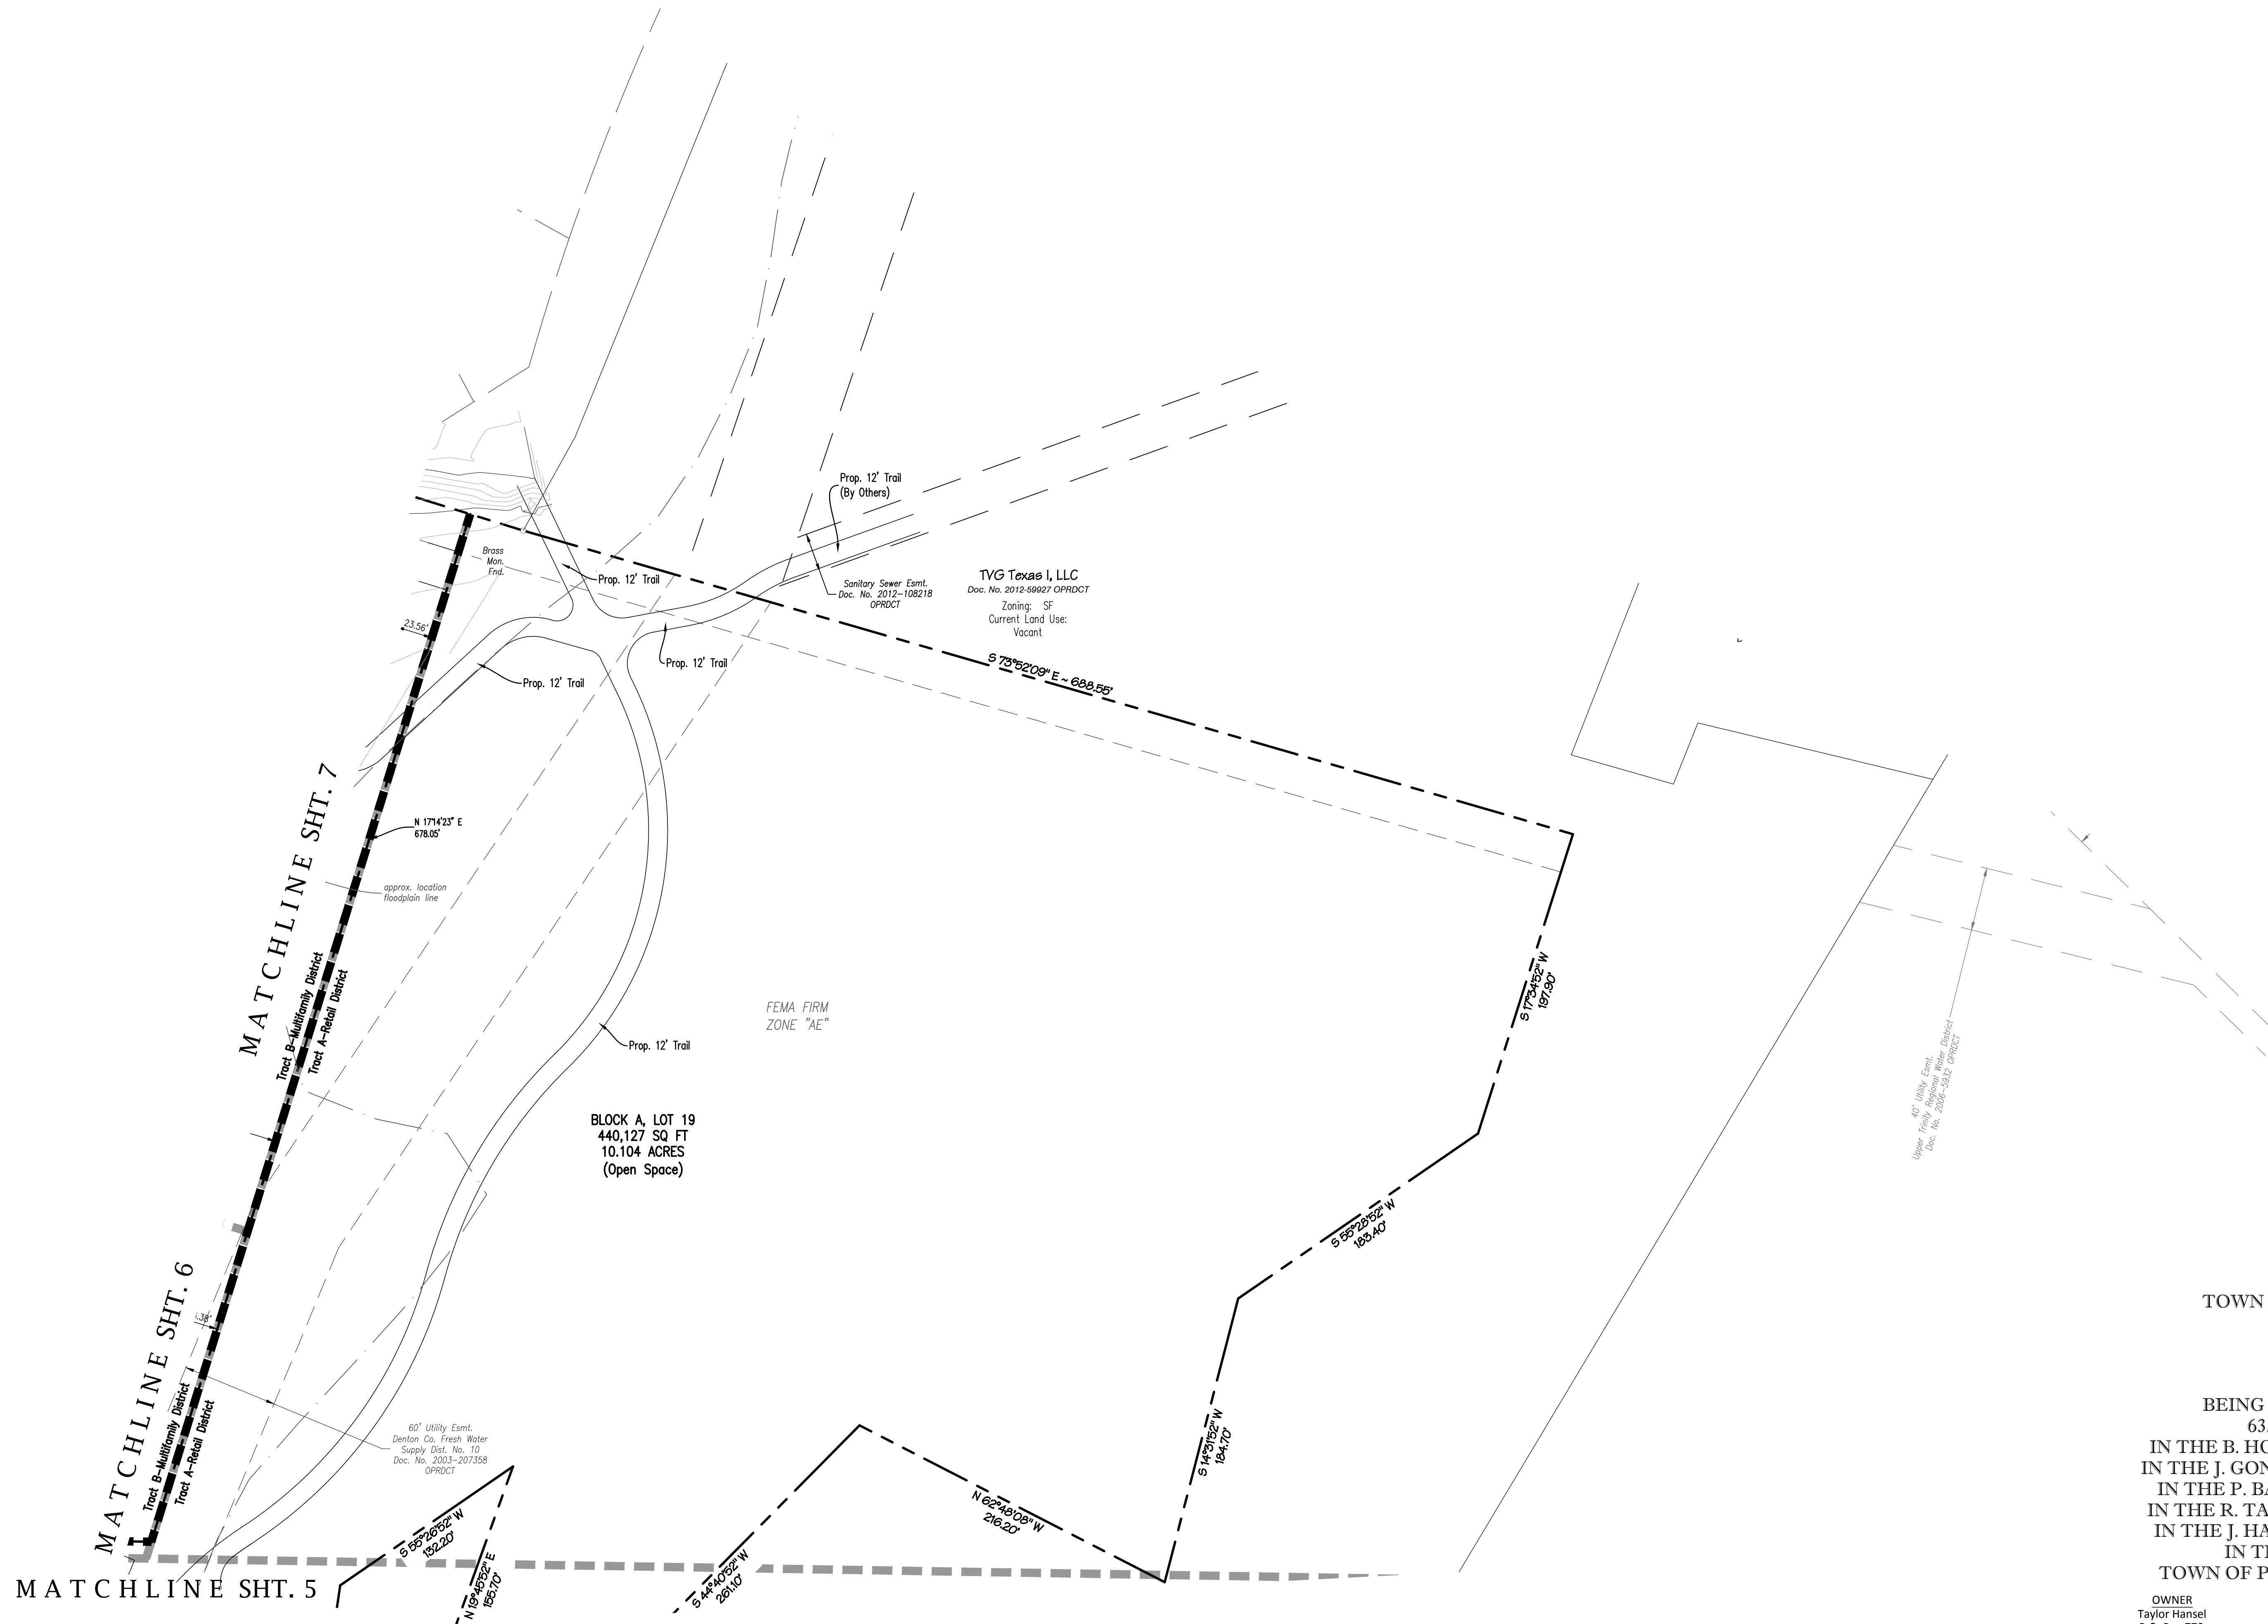 Prop. 12' Trail
(By Others)
Brass
Mon.
Fnd.
Prop. 12' Trail
Sanitary Sewer Esmt.
Doc. No. 2012-108218
OPRDCT
TVG Texas I, LLC
Doc. No. 2012-59927 OPRDCT
Zoning: SF
Current Land Use:
Vacant
23.56'
Prop. 12' Trail
Prop. 12' Trail
S 73°52'09" E ~ 688.55'
MATCHLINE SHT. 7
N 17°14'23" E
678.05'
approx. location
floodplain line
Tract B-Multifamily District
Tract A-Retail District
FEMA FIRM
ZONE "AE"
S 17°34'52" W
197.90'
Prop. 12' Trail
40' Utility Esmt.
Upper Trinity Regional Water District
Doc. No. 2006-5932 OPRDCT
BLOCK A, LOT 19
440,127 SQ FT
10.104 ACRES
(Open Space)
S 55°28'52" W
183.40'
MATCHLINE SHT. 6
.38'
Tract B-Multifamily District
Tract A-Retail District
60' Utility Esmt.
Denton Co. Fresh Water
Supply Dist. No. 10
Doc. No. 2003-207358
OPRDCT
S 14°31'52" W
184.70'
N 62°48'08" W
216.20'
S 55°26'52" W
132.20'
N 19°45'52" E
155.70'
S 44°40'52" W
261.10'
MATCHLINE SHT. 5
TOWN
BEING
63.
IN THE B. HO
IN THE J. GON
IN THE P. BA
IN THE R. TA
IN THE J. HA
IN T
TOWN OF P
OWNER
Taylor Hansel